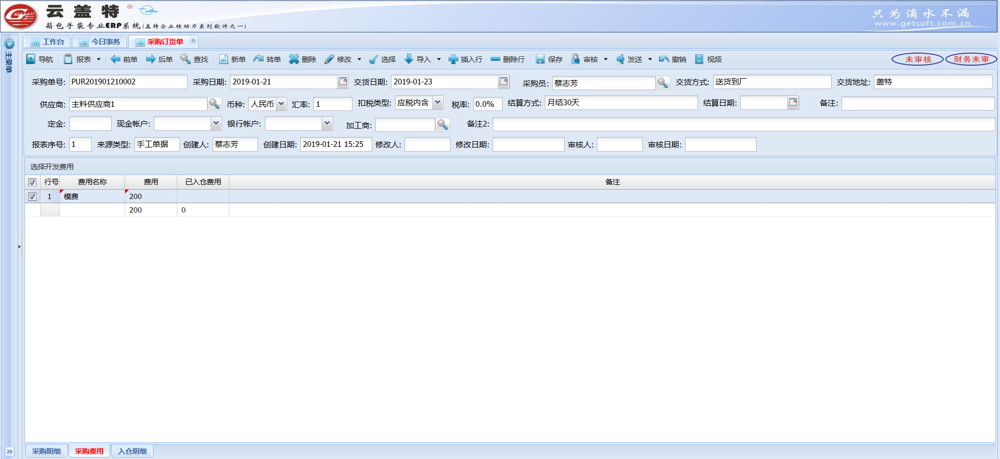 云盖特®
箱包手袋专业ERP系统(盖特企业核动力系列软件之一)
只为滴水不漏
www.getsoft.com.cn
主菜单
工作台 今日事务 采购订货单
导航 报表 前单 后单 查找 新单 转单 删除 修改 选择 导入 插入行 删除行 保存 审核 发送 撤销 视频 未审核 财务未审
采购单号: PUR201901210002 采购日期: 2019-01-21 交货日期: 2019-01-23 采购员: 蔡志芳 交货方式: 送货到厂 交货地址: 盖特
供应商: 主料供应商1 币种: 人民币 汇率: 1 扣税类型: 应税内含 税率: 0.0% 结算方式: 月结30天 结算日期: 备注:
定金: 现金帐户: 银行帐户: 加工商: 备注2:
报表序号: 1 来源类型: 手工单据 创建人: 蔡志芳 创建日期: 2019-01-21 15:25 修改人: 修改日期: 审核人: 审核日期:
选择开发费用
行号 费用名称 费用 已入仓费用 备注
1 模费 200
200 0
采购明细 采购费用 入仓明细